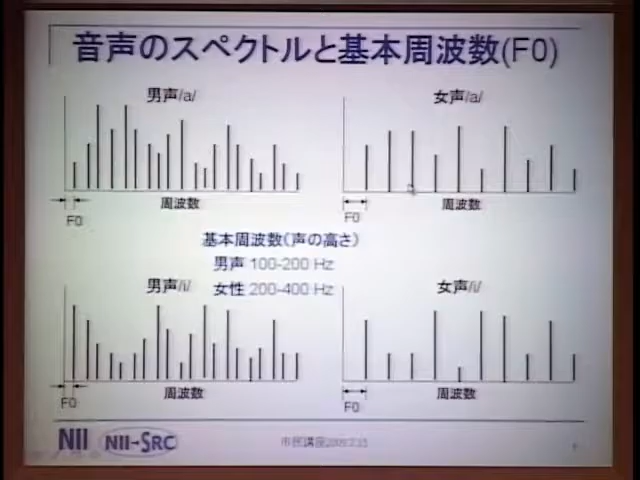 音声のスペクトルと基本周波数(F0)
男声/a/
女声/a/
F0
周波数
F0
周波数
基本周波数(声の高さ)
男声 100-200 Hz
女性 200-400 Hz
男声/i/
女声/i/
F0
周波数
F0
周波数
NII
NII-SRC
市民講座